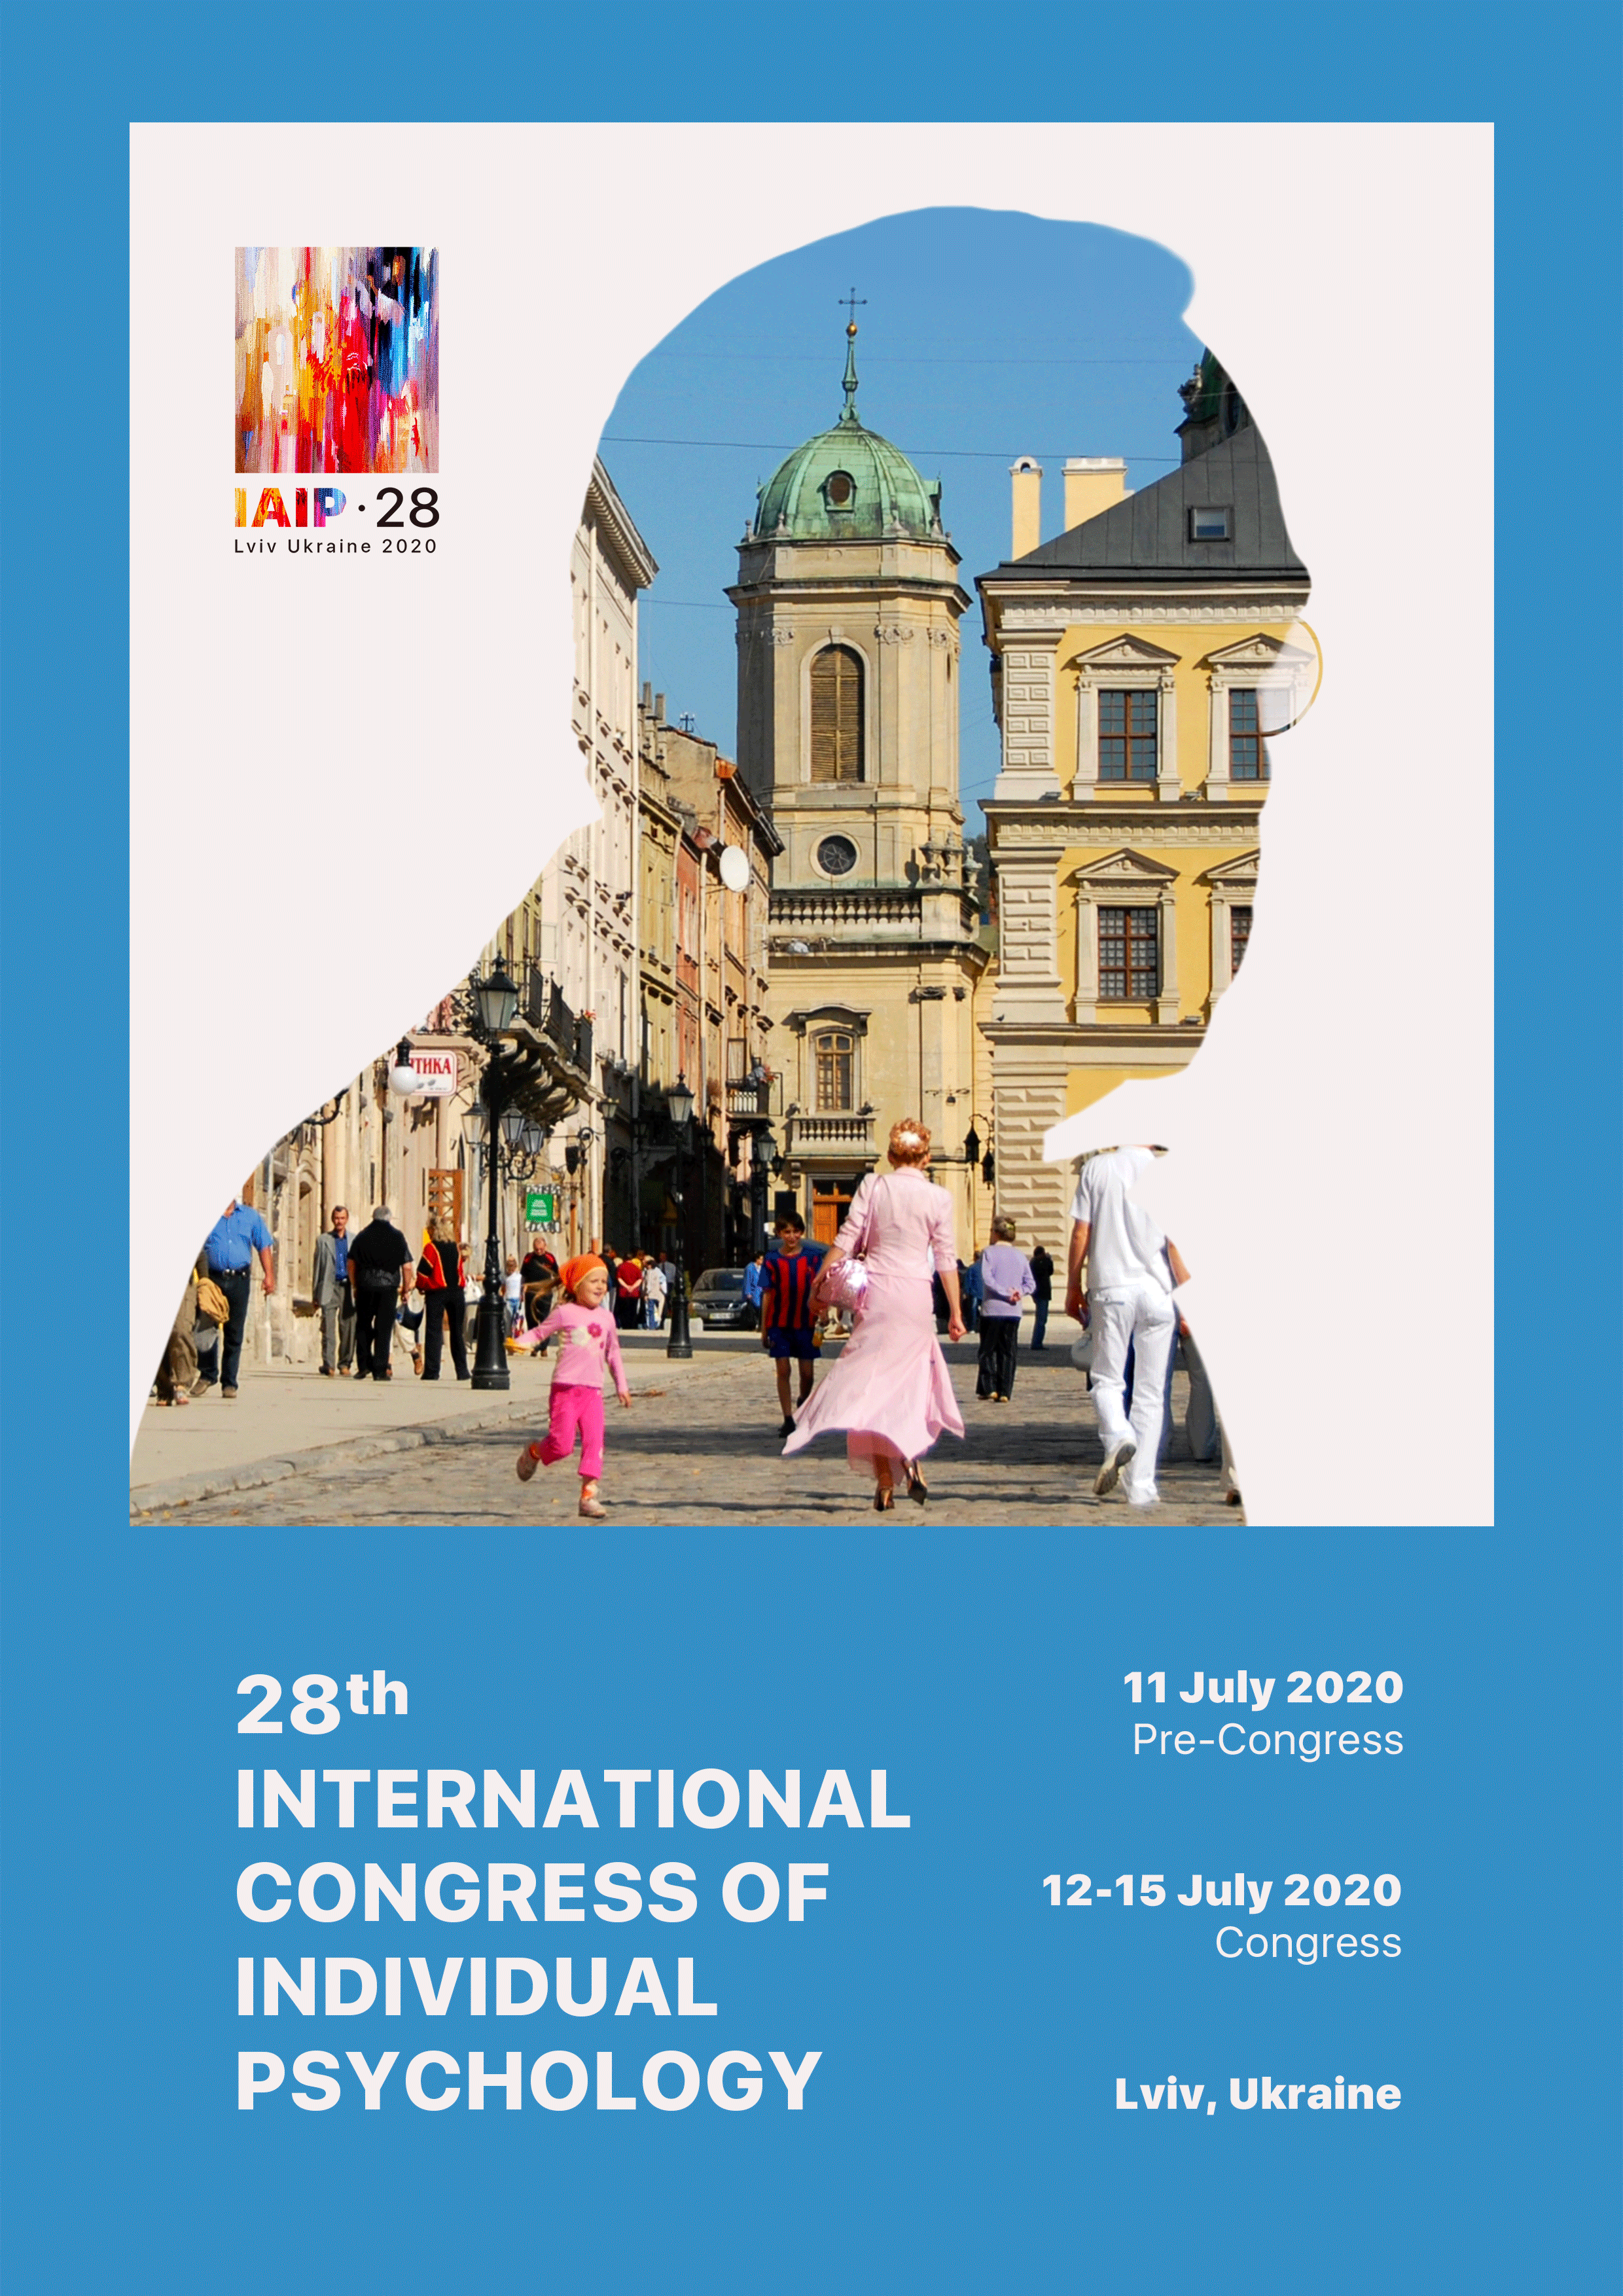 IAIP · 28
Lviv Ukraine 2020
ТИКА
28th
INTERNATIONAL
CONGRESS OF
INDIVIDUAL
PSYCHOLOGY
11 July 2020
Pre-Congress
12-15 July 2020
Congress
Lviv, Ukraine